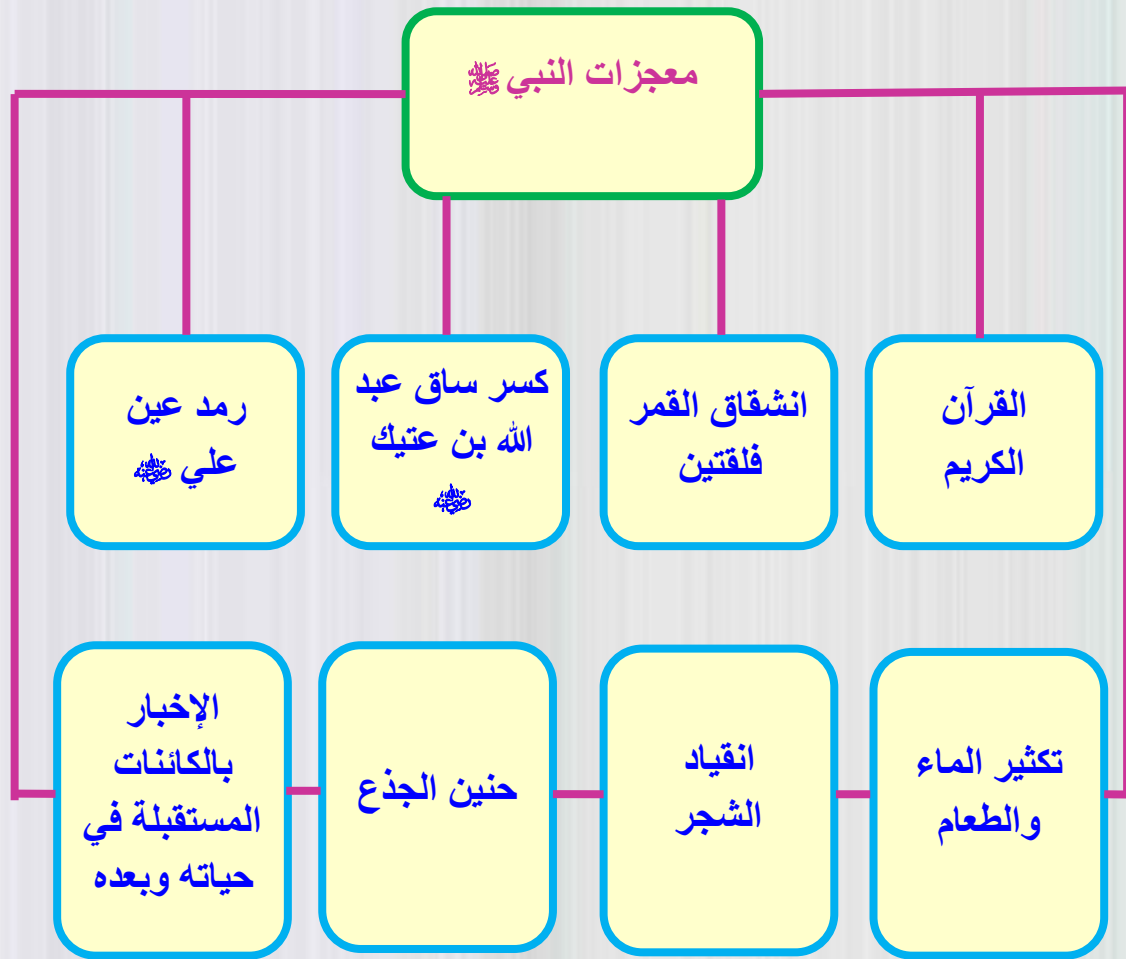 معجزات النبي ﷺ
القرآن
الكريم
انشقاق القمر
فلقتين
كسر ساق عبد
الله بن عتيك
رضي الله عنه
رمد عين
علي رضي الله عنه
تكثير الماء
والطعام
انقياد
الشجر
حنين الجذع
الإخبار
بالكائنات
المستقبلة في
حياته وبعده